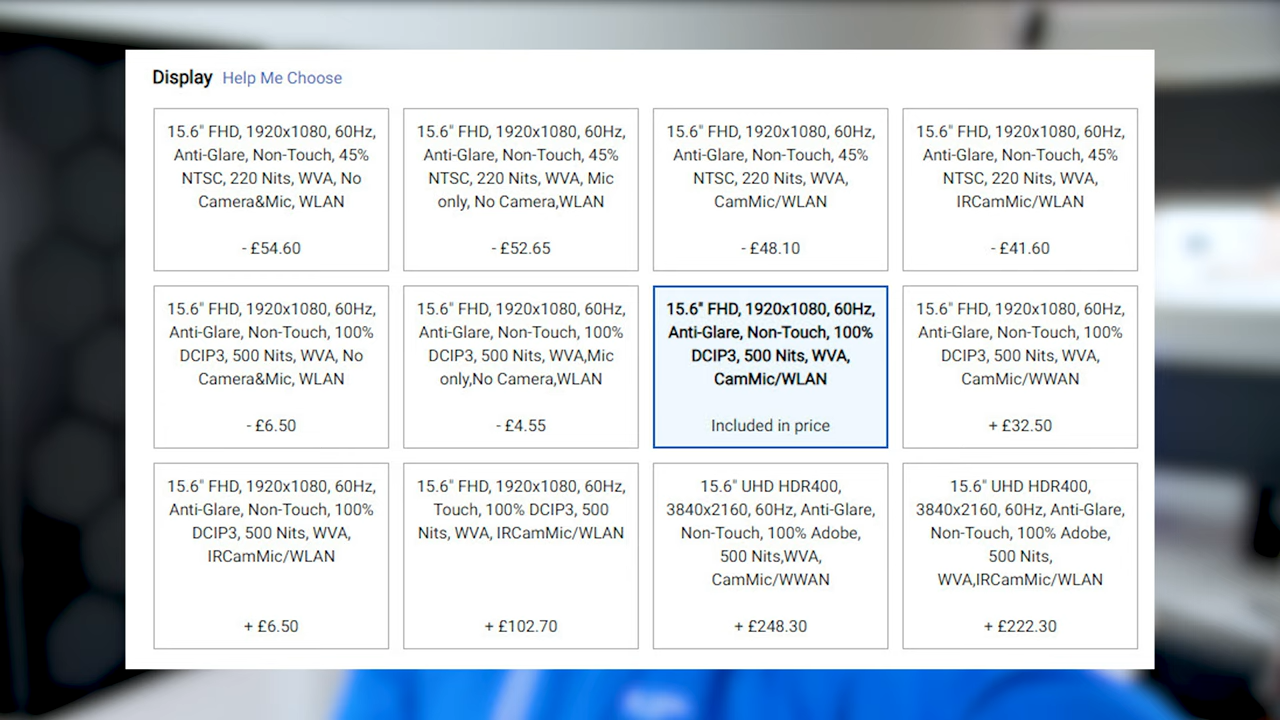 Display Help Me Choose
15.6" FHD, 1920x1080, 60Hz,
Anti-Glare, Non-Touch, 45%
NTSC, 220 Nits, WVA, No
Camera&Mic, WLAN
- £54.60
15.6" FHD, 1920x1080, 60Hz,
Anti-Glare, Non-Touch, 45%
NTSC, 220 Nits, WVA, Mic
only, No Camera,WLAN
- £52.65
15.6" FHD, 1920x1080, 60Hz,
Anti-Glare, Non-Touch, 45%
NTSC, 220 Nits, WVA,
CamMic/WLAN
- £48.10
15.6" FHD, 1920x1080, 60Hz,
Anti-Glare, Non-Touch, 45%
NTSC, 220 Nits, WVA,
IRCamMic/WLAN
- £41.60
15.6" FHD, 1920x1080, 60Hz,
Anti-Glare, Non-Touch, 100%
DCIP3, 500 Nits, WVA, No
Camera&Mic, WLAN
- £6.50
15.6" FHD, 1920x1080, 60Hz,
Anti-Glare, Non-Touch, 100%
DCIP3, 500 Nits, WVA,Mic
only,No Camera,WLAN
- £4.55
15.6" FHD, 1920x1080, 60Hz,
Anti-Glare, Non-Touch, 100%
DCIP3, 500 Nits, WVA,
CamMic/WLAN
Included in price
15.6" FHD, 1920x1080, 60Hz,
Anti-Glare, Non-Touch, 100%
DCIP3, 500 Nits, WVA,
CamMic/WWAN
+ £32.50
15.6" FHD, 1920x1080, 60Hz,
Anti-Glare, Non-Touch, 100%
DCIP3, 500 Nits, WVA,
IRCamMic/WLAN
+ £6.50
15.6" FHD, 1920x1080, 60Hz,
Touch, 100% DCIP3, 500
Nits, WVA, IRCamMic/WLAN
+ £102.70
15.6" UHD HDR400,
3840x2160, 60Hz, Anti-Glare,
Non-Touch, 100% Adobe,
500 Nits,WVA,
CamMic/WWAN
+ £248.30
15.6" UHD HDR400,
3840x2160, 60Hz, Anti-Glare,
Non-Touch, 100% Adobe,
500 Nits,
WVA,IRCamMic/WLAN
+ £222.30